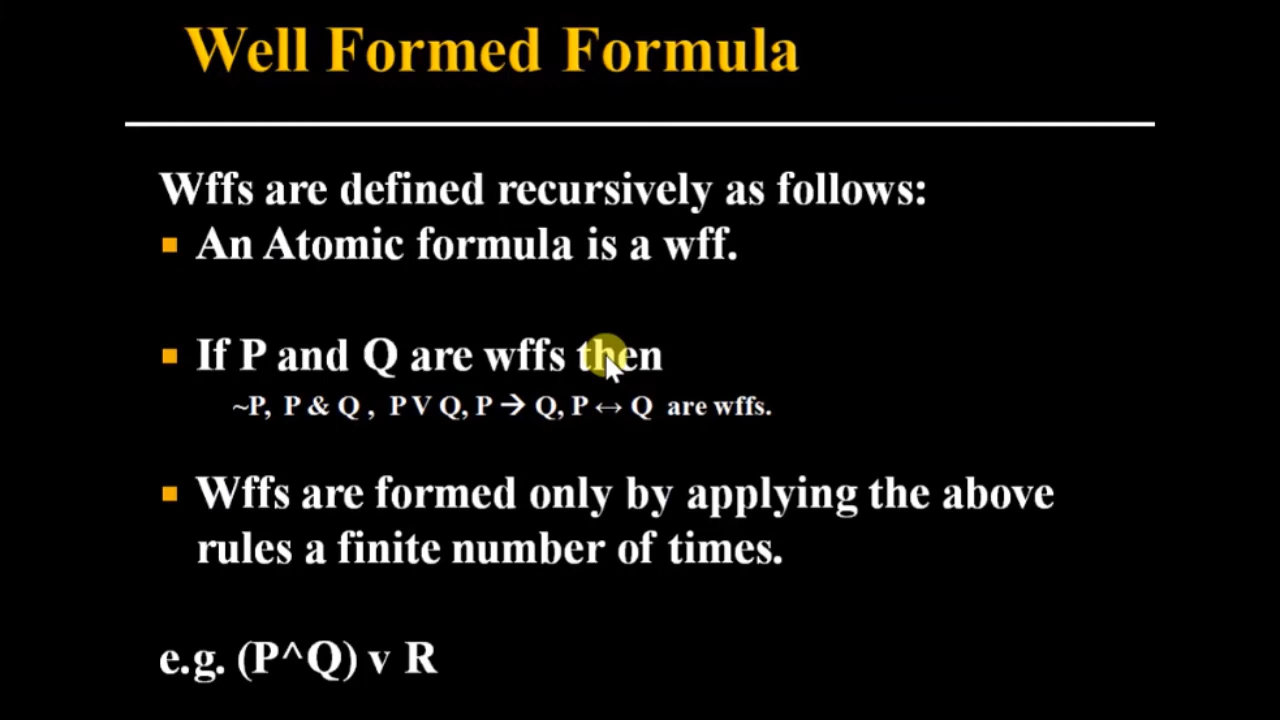 Well Formed Formula
Wffs are defined recursively as follows:
▪ An Atomic formula is a wff.
▪ If P and Q are wffs then
~P, P & Q , P V Q, P → Q, P ↔ Q are wffs.
▪ Wffs are formed only by applying the above
rules a finite number of times.
e.g. (P^Q) v R